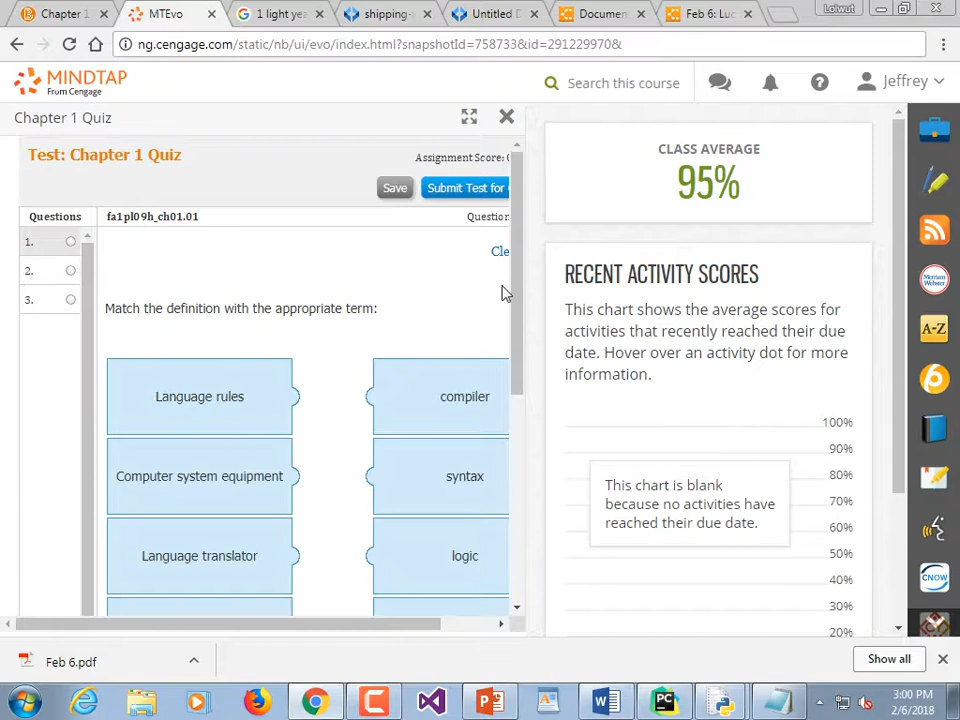 Chapter 1
MTEvo
1 light ye
shipping-
Untitled D
Documen
Feb 6: Luc
Lolwut
ng.cengage.com/static/nb/ui/evo/index.html?snapshotId=758733&id=291229970&
MINDTAP
From Cengage
Search this course
Jeffrey
Chapter 1 Quiz
Test: Chapter 1 Quiz
Assignment Score:
Save
Submit Test for
Questions
fa1pl09h_ch01.01
Question
1.
2.
3.
Cle
Match the definition with the appropriate term:
Language rules
compiler
Computer system equipment
syntax
Language translator
logic
CLASS AVERAGE
95%
RECENT ACTIVITY SCORES
This chart shows the average scores for
activities that recently reached their due
date. Hover over an activity dot for more
information.
100%
90%
80%
70%
60%
50%
40%
30%
20%
This chart is blank
because no activities have
reached their due date.
Merriam
Webster
A-Z
CNOW
Feb 6.pdf
Show all
3:00 PM
2/6/2018